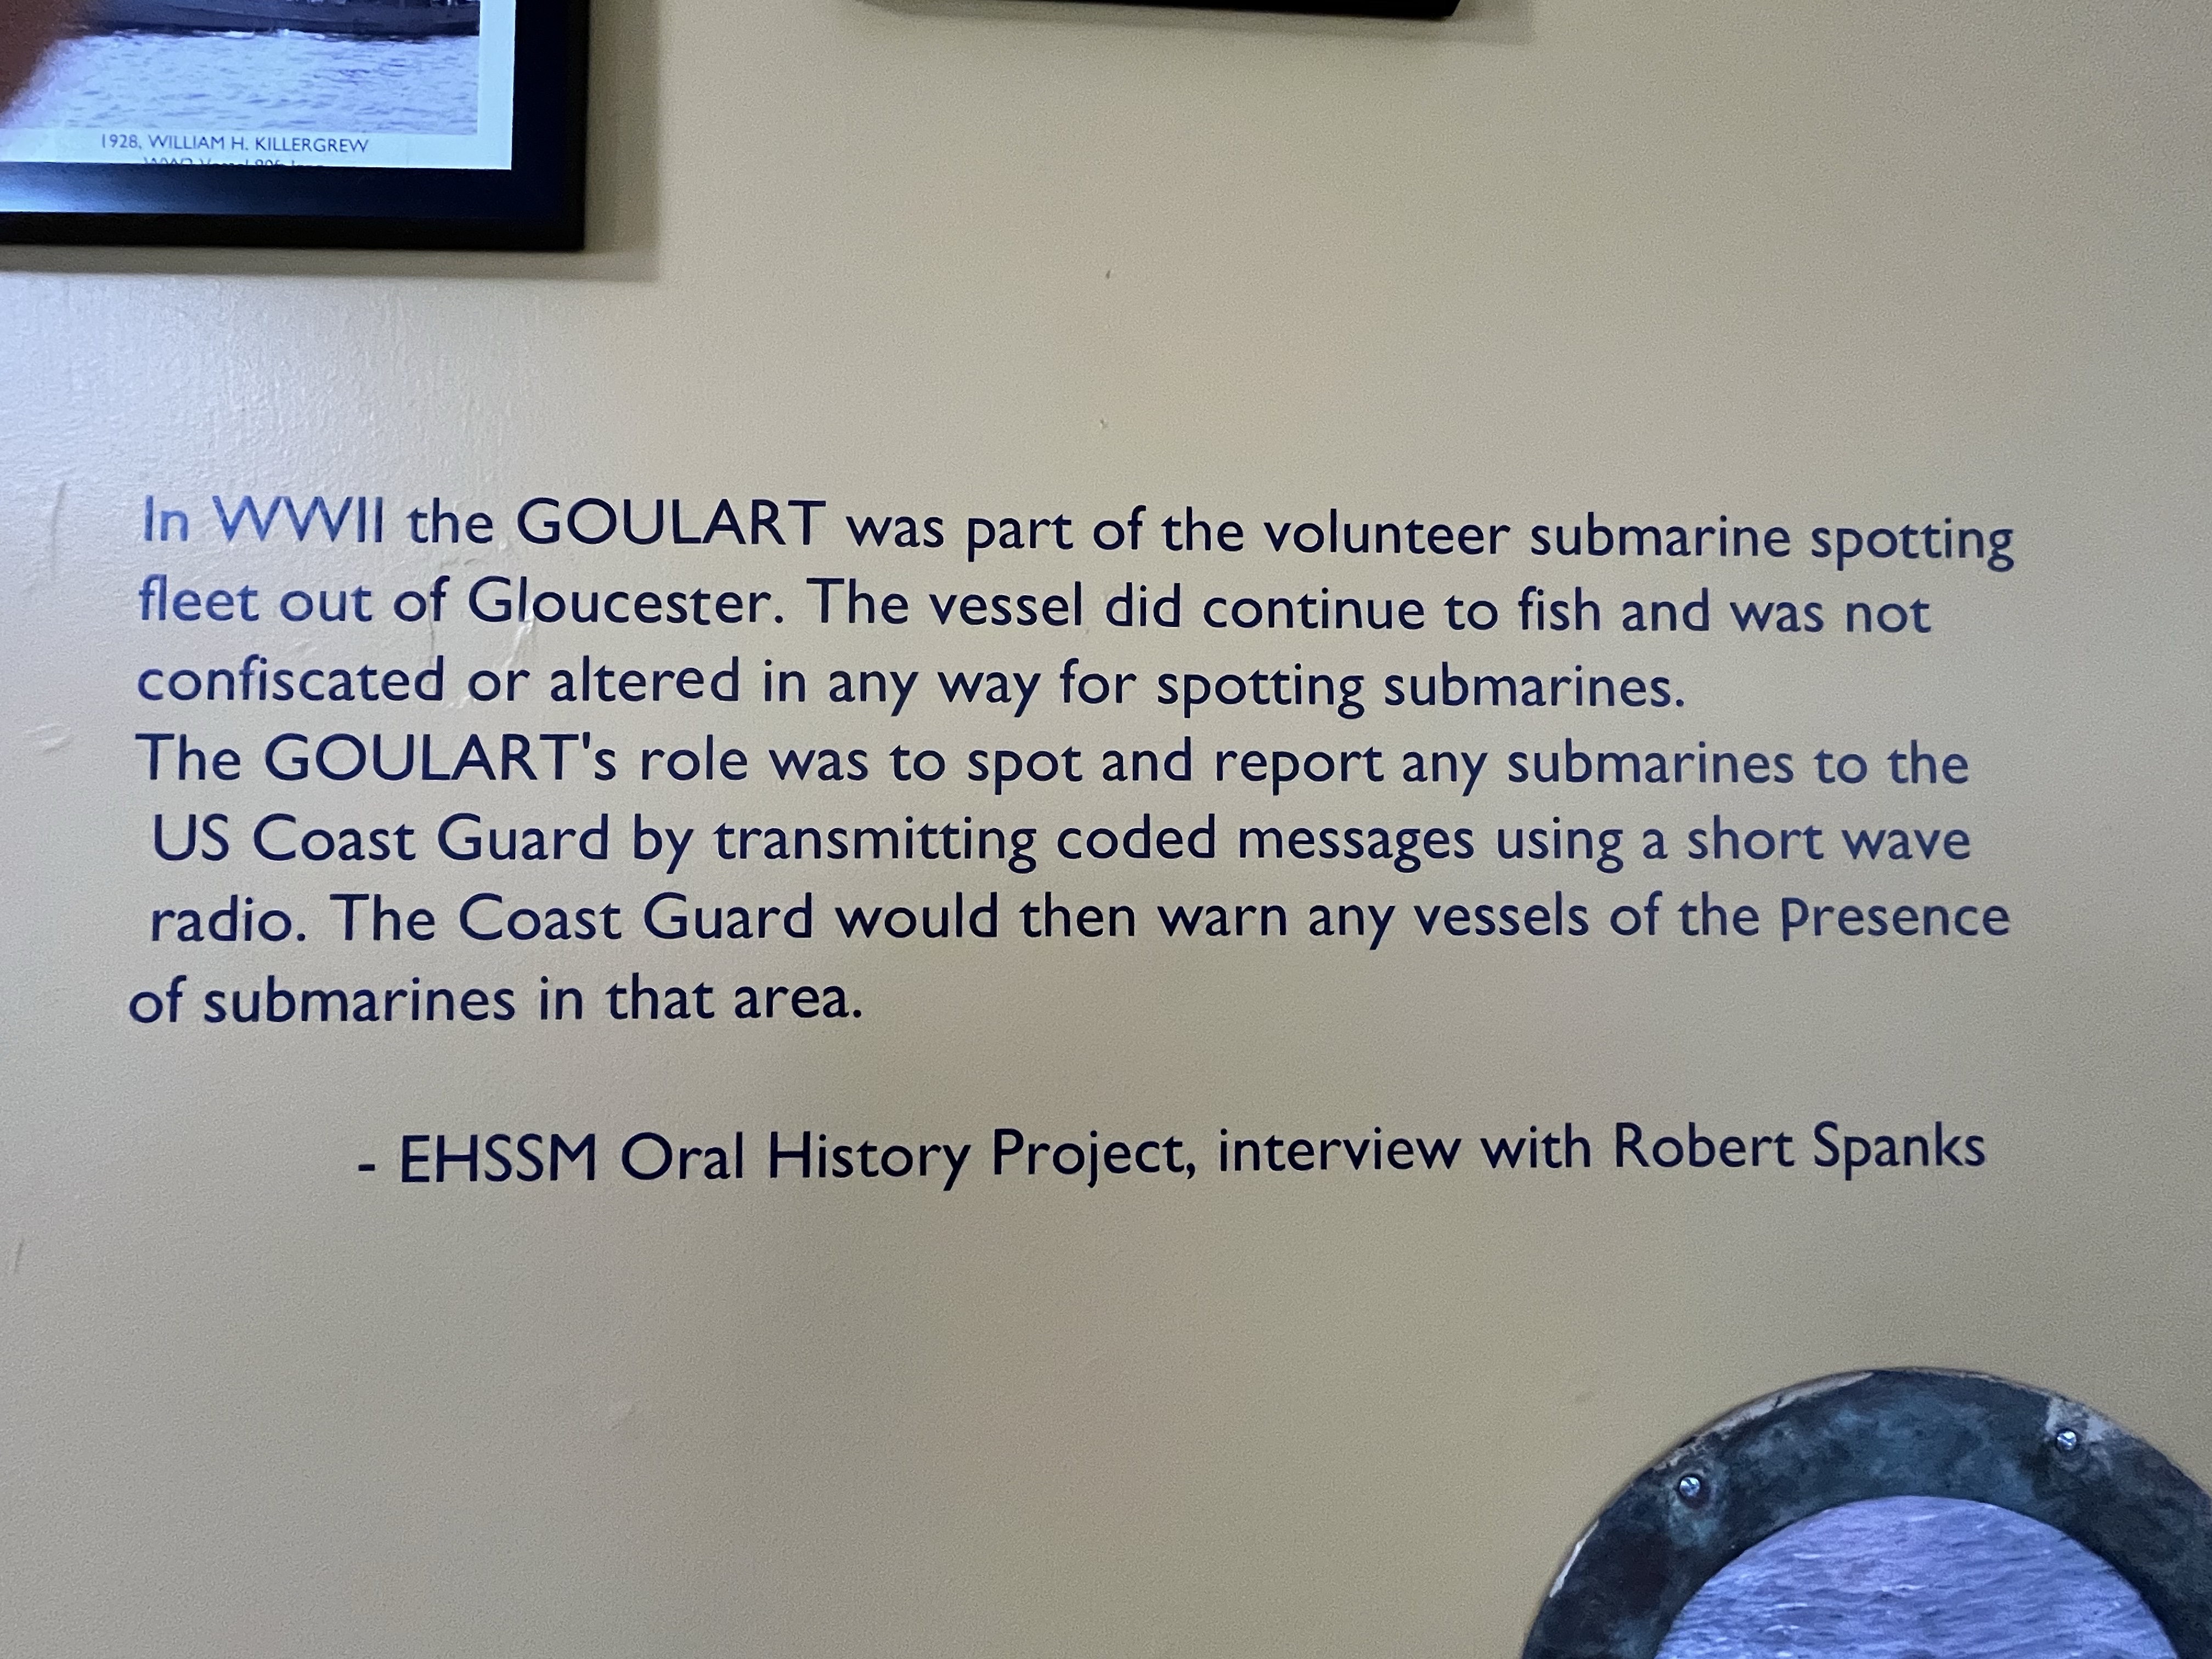 1928, WILLIAM H. KILLERGREW
In WWII the GOULART was part of the volunteer submarine spotting
fleet out of Gloucester. The vessel did continue to fish and was not
confiscated or altered in any way for spotting submarines.
The GOULART's role was to spot and report any submarines to the
US Coast Guard by transmitting coded messages using a short wave
radio. The Coast Guard would then warn any vessels of the Presence
of submarines in that area.
- EHSSM Oral History Project, interview with Robert Spanks